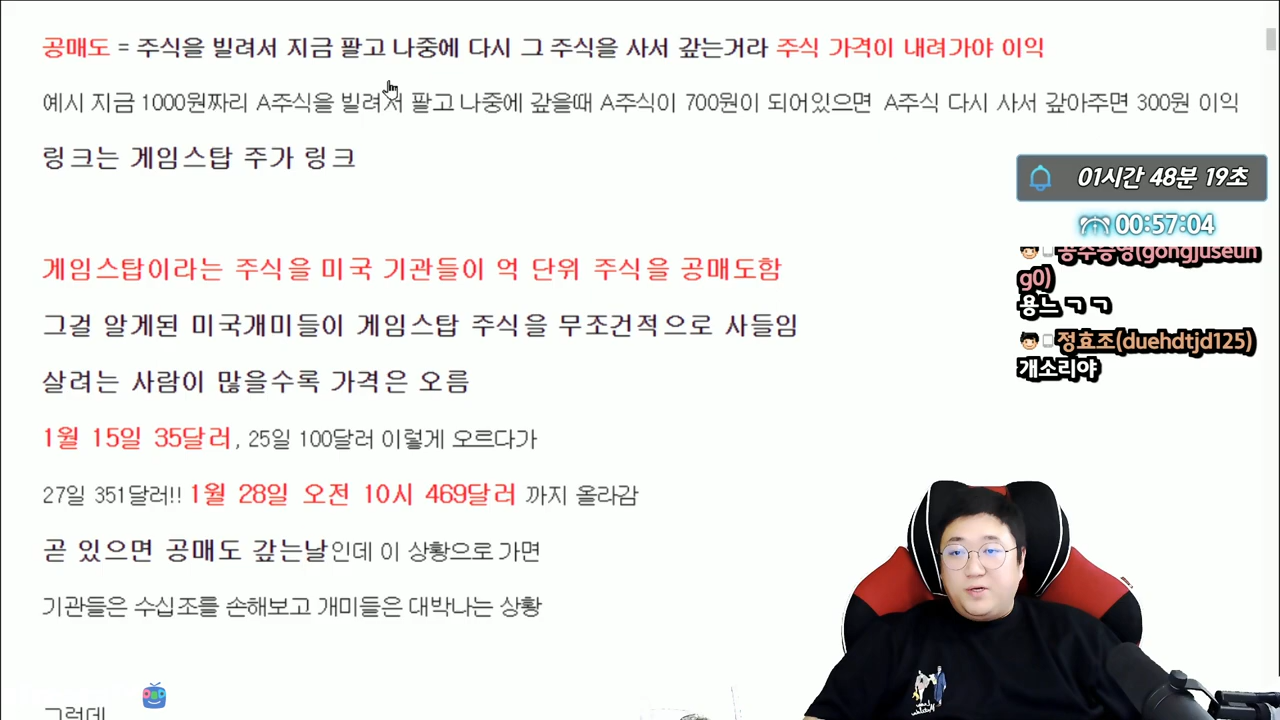 공매도 = 주식을 빌려서 지금 팔고 나중에 다시 그 주식을 사서 갚는거라 주식 가격이 내려가야 이익
예시 지금 1000원짜리 A주식을 빌려서 팔고 나중에 갚을때 A주식이 700원이 되어있으면 A주식 다시 사서 갚아주면 300원 이익
링크는 게임스탑 주가 링크
01시간 48분 19초
00:57:04
게임스탑이라는 주식을 미국 기관들이 억 단위 주식을 공매도함
공주승영(gongjuseun
g0)
용느 ㄱ ㄱ
그걸 알게된 미국개미들이 게임스탑 주식을 무조건적으로 사들임
정효조(duehdtjd125)
개소리야
살려는 사람이 많을수록 가격은 오름
1월 15일 35달러, 25일 100달러 이렇게 오르다가
27일 351달러!! 1월 28일 오전 10시 469달러 까지 올라감
곧 있으면 공매도 갚는날인데 이 상황으로 가면
기관들은 수십조를 손해보고 개미들은 대박나는 상황
그런데